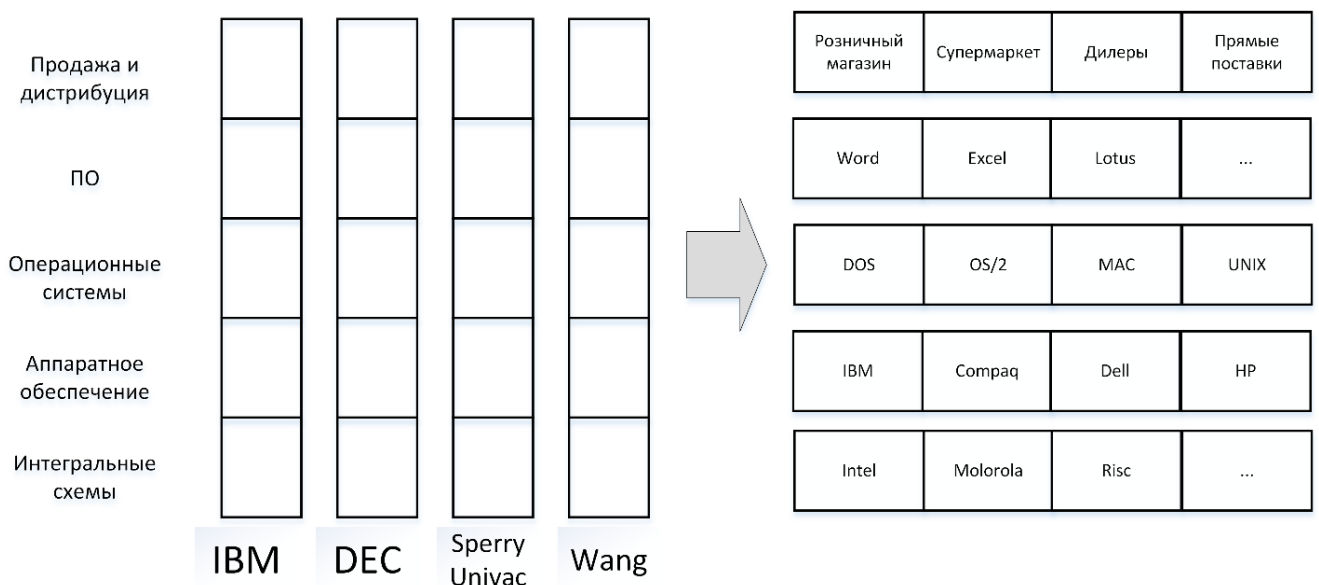 Продажа и
дистрибуция
ПО
Операционные
системы
Аппаратное
обеспечение
Интегральные
схемы
IBM
DEC
Sperry
Univac
Wang
Розничный
магазин
Супермаркет
Дилеры
Прямые
поставки
Word
Excel
Lotus
...
DOS
OS/2
MAC
UNIX
IBM
Compaq
Dell
HP
Intel
Molorola
Risc
...